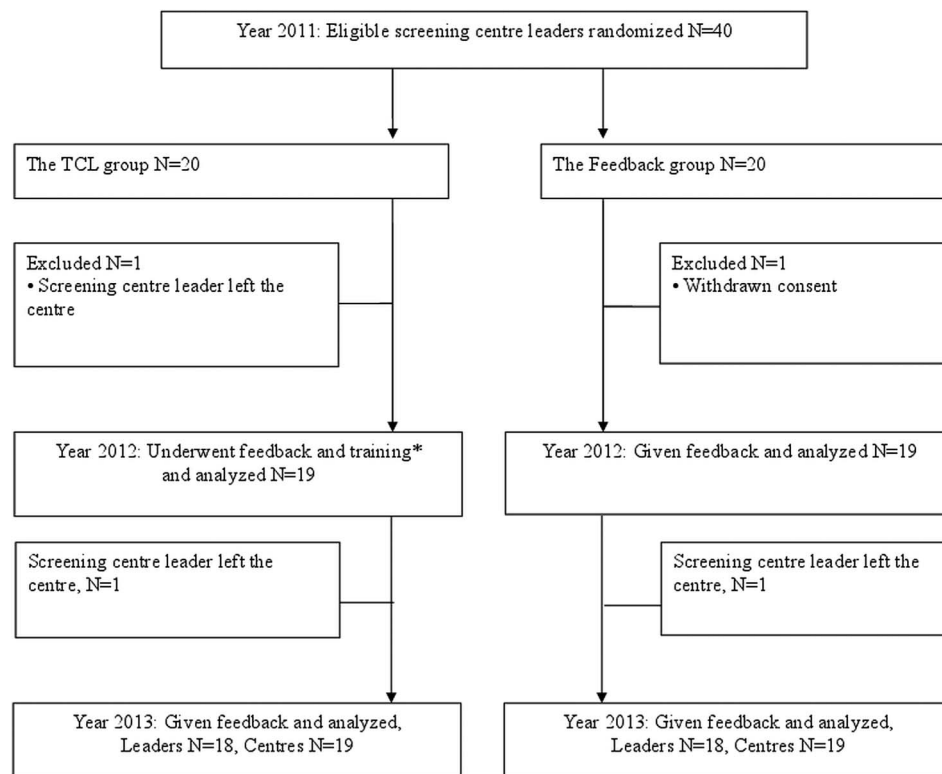 Year 2011: Eligible screening centre leaders randomized N=40
The TCL group N=20
The Feedback group N=20
Excluded N=1
• Screening centre leader left the
centre
Excluded N=1
• Withdrawn consent
Year 2012: Underwent feedback and training*
and analyzed N=19
Year 2012: Given feedback and analyzed N=19
Screening centre leader left the
centre, N=1
Screening centre leader left the
centre, N=1
Year 2013: Given feedback and analyzed,
Leaders N=18, Centres N=19
Year 2013: Given feedback and analyzed,
Leaders N=18, Centres N=19